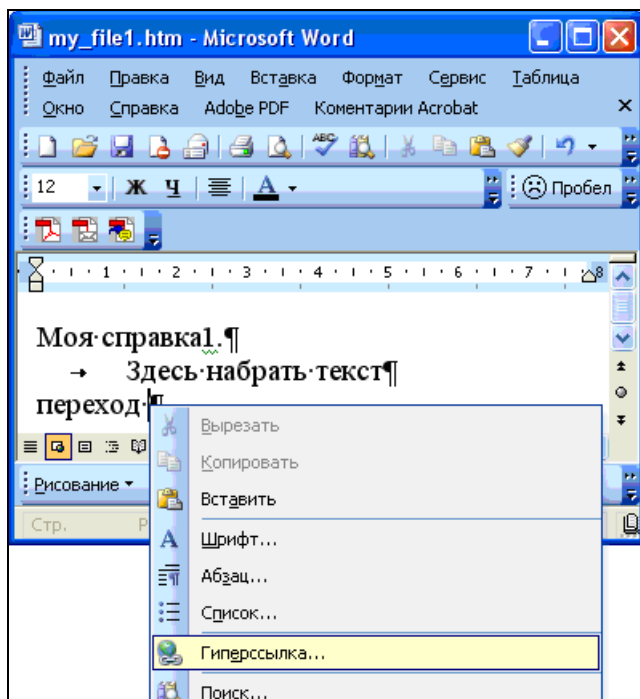 my_file1.htm - Microsoft Word
Файл Правка Вид Вставка Формат Сервис Таблица
Окно Справка Adobe PDF Коментарии Acrobat
12 Ж Ч А Пробел
1 2 3 4 5 6 7 8
Моя·справка1.¶
→ Здесь·набрать·текст¶
переход·¶
Рисование
Стр. Р
Вырезать
Копировать
Вставить
Шрифт...
Абзац...
Список...
Гиперссылка...
Поиск...